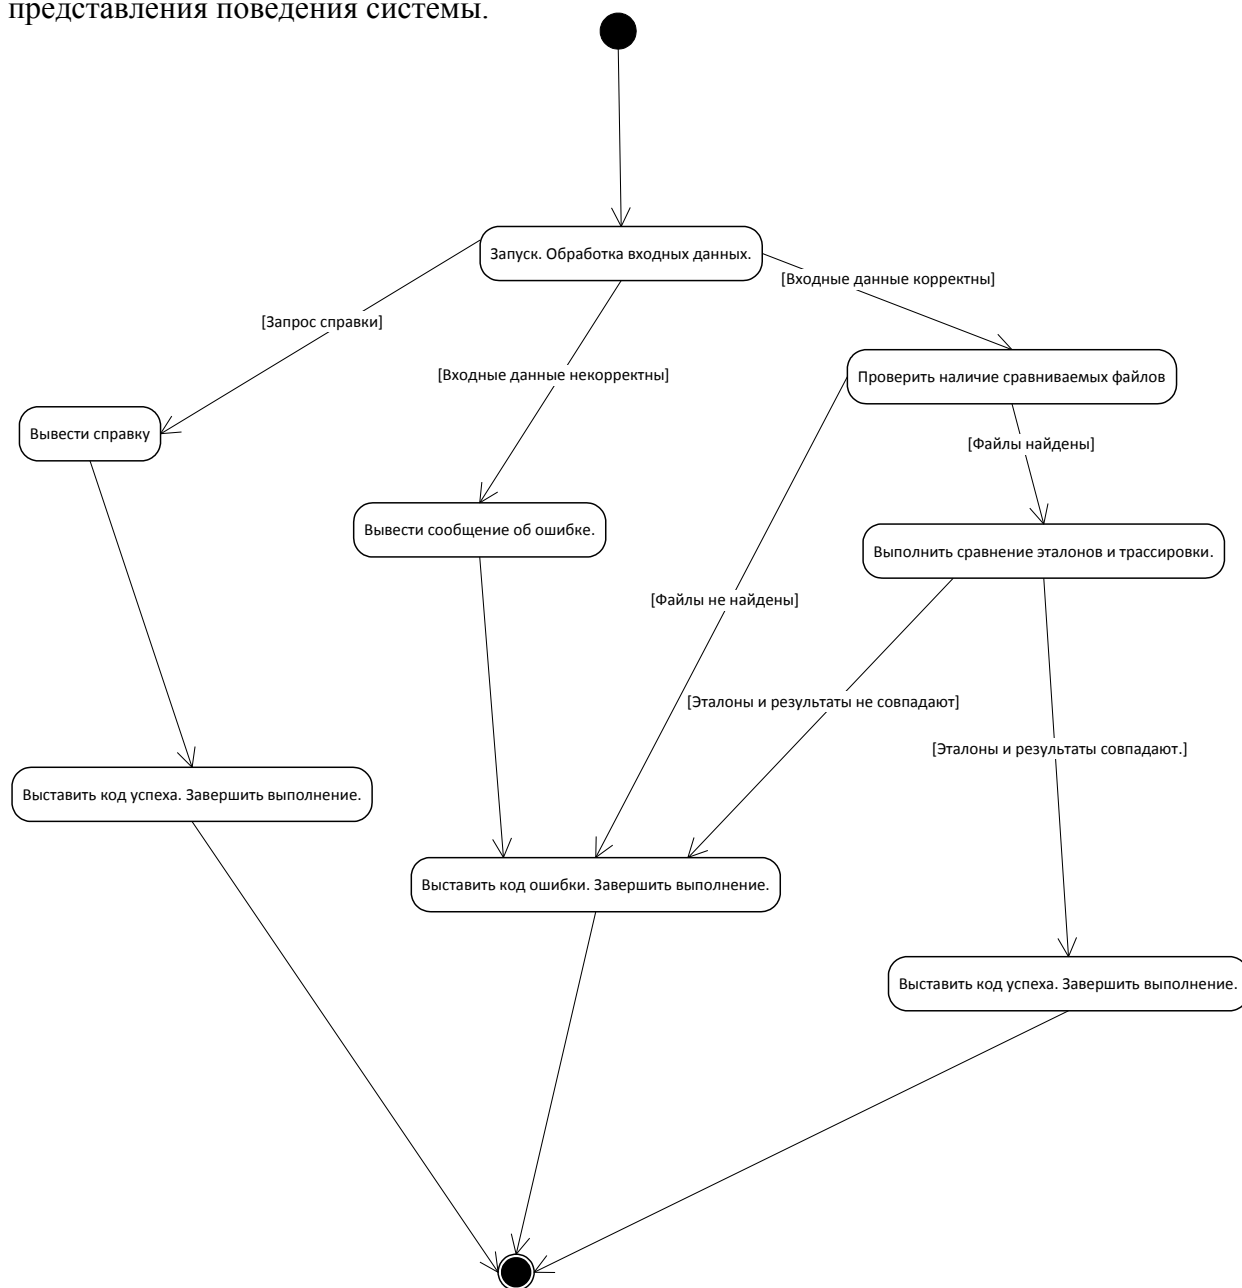 представления поведения системы.
Запуск. Обработка входных данных.
[Входные данные корректны]
[Запрос справки]
[Входные данные некорректны]
Проверить наличие сравниваемых файлов
Вывести справку
[Файлы найдены]
Вывести сообщение об ошибке.
Выполнить сравнение эталонов и трассировки.
[Файлы не найдены]
[Эталоны и результаты не совпадают]
[Эталоны и результаты совпадают.]
Выставить код успеха. Завершить выполнение.
Выставить код ошибки. Завершить выполнение.
Выставить код успеха. Завершить выполнение.